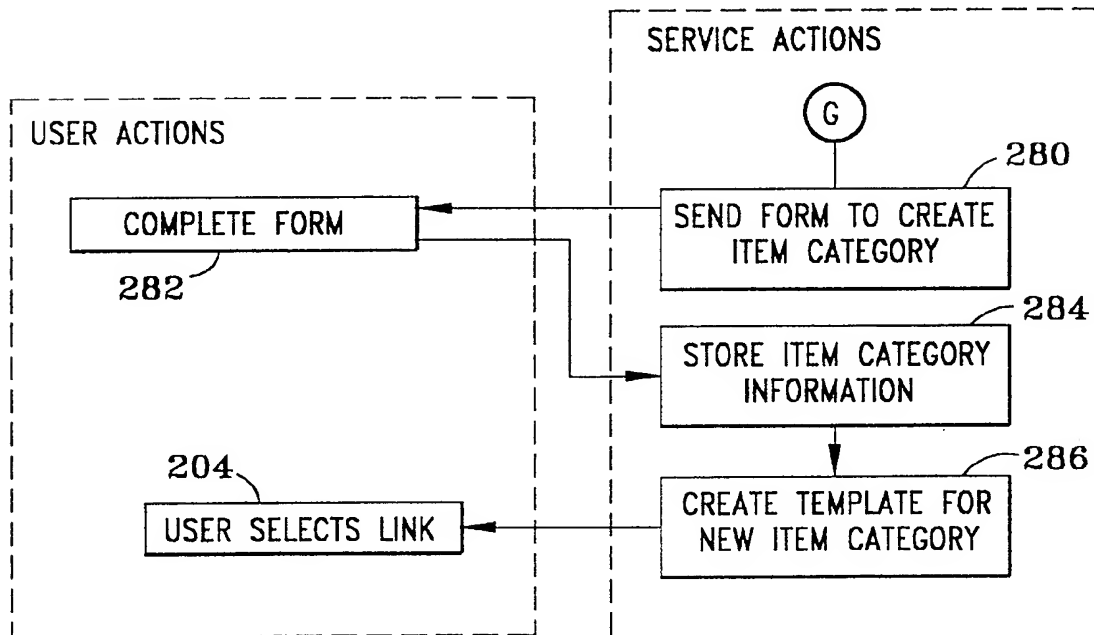 SERVICE ACTIONS
G
USER ACTIONS
280
SEND FORM TO CREATE
ITEM CATEGORY
COMPLETE FORM
282
284
STORE ITEM CATEGORY
INFORMATION
286
CREATE TEMPLATE FOR
NEW ITEM CATEGORY
204
USER SELECTS LINK